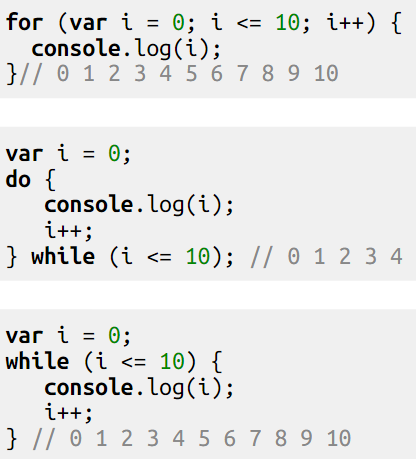 for (var i = 0; i <= 10; i++) {
  console.log(i);
}// 0 1 2 3 4 5 6 7 8 9 10
var i = 0;
do {
   console.log(i);
   i++;
} while (i <= 10); // 0 1 2 3 4
var i = 0;
while (i <= 10) {
   console.log(i);
   i++;
} // 0 1 2 3 4 5 6 7 8 9 10